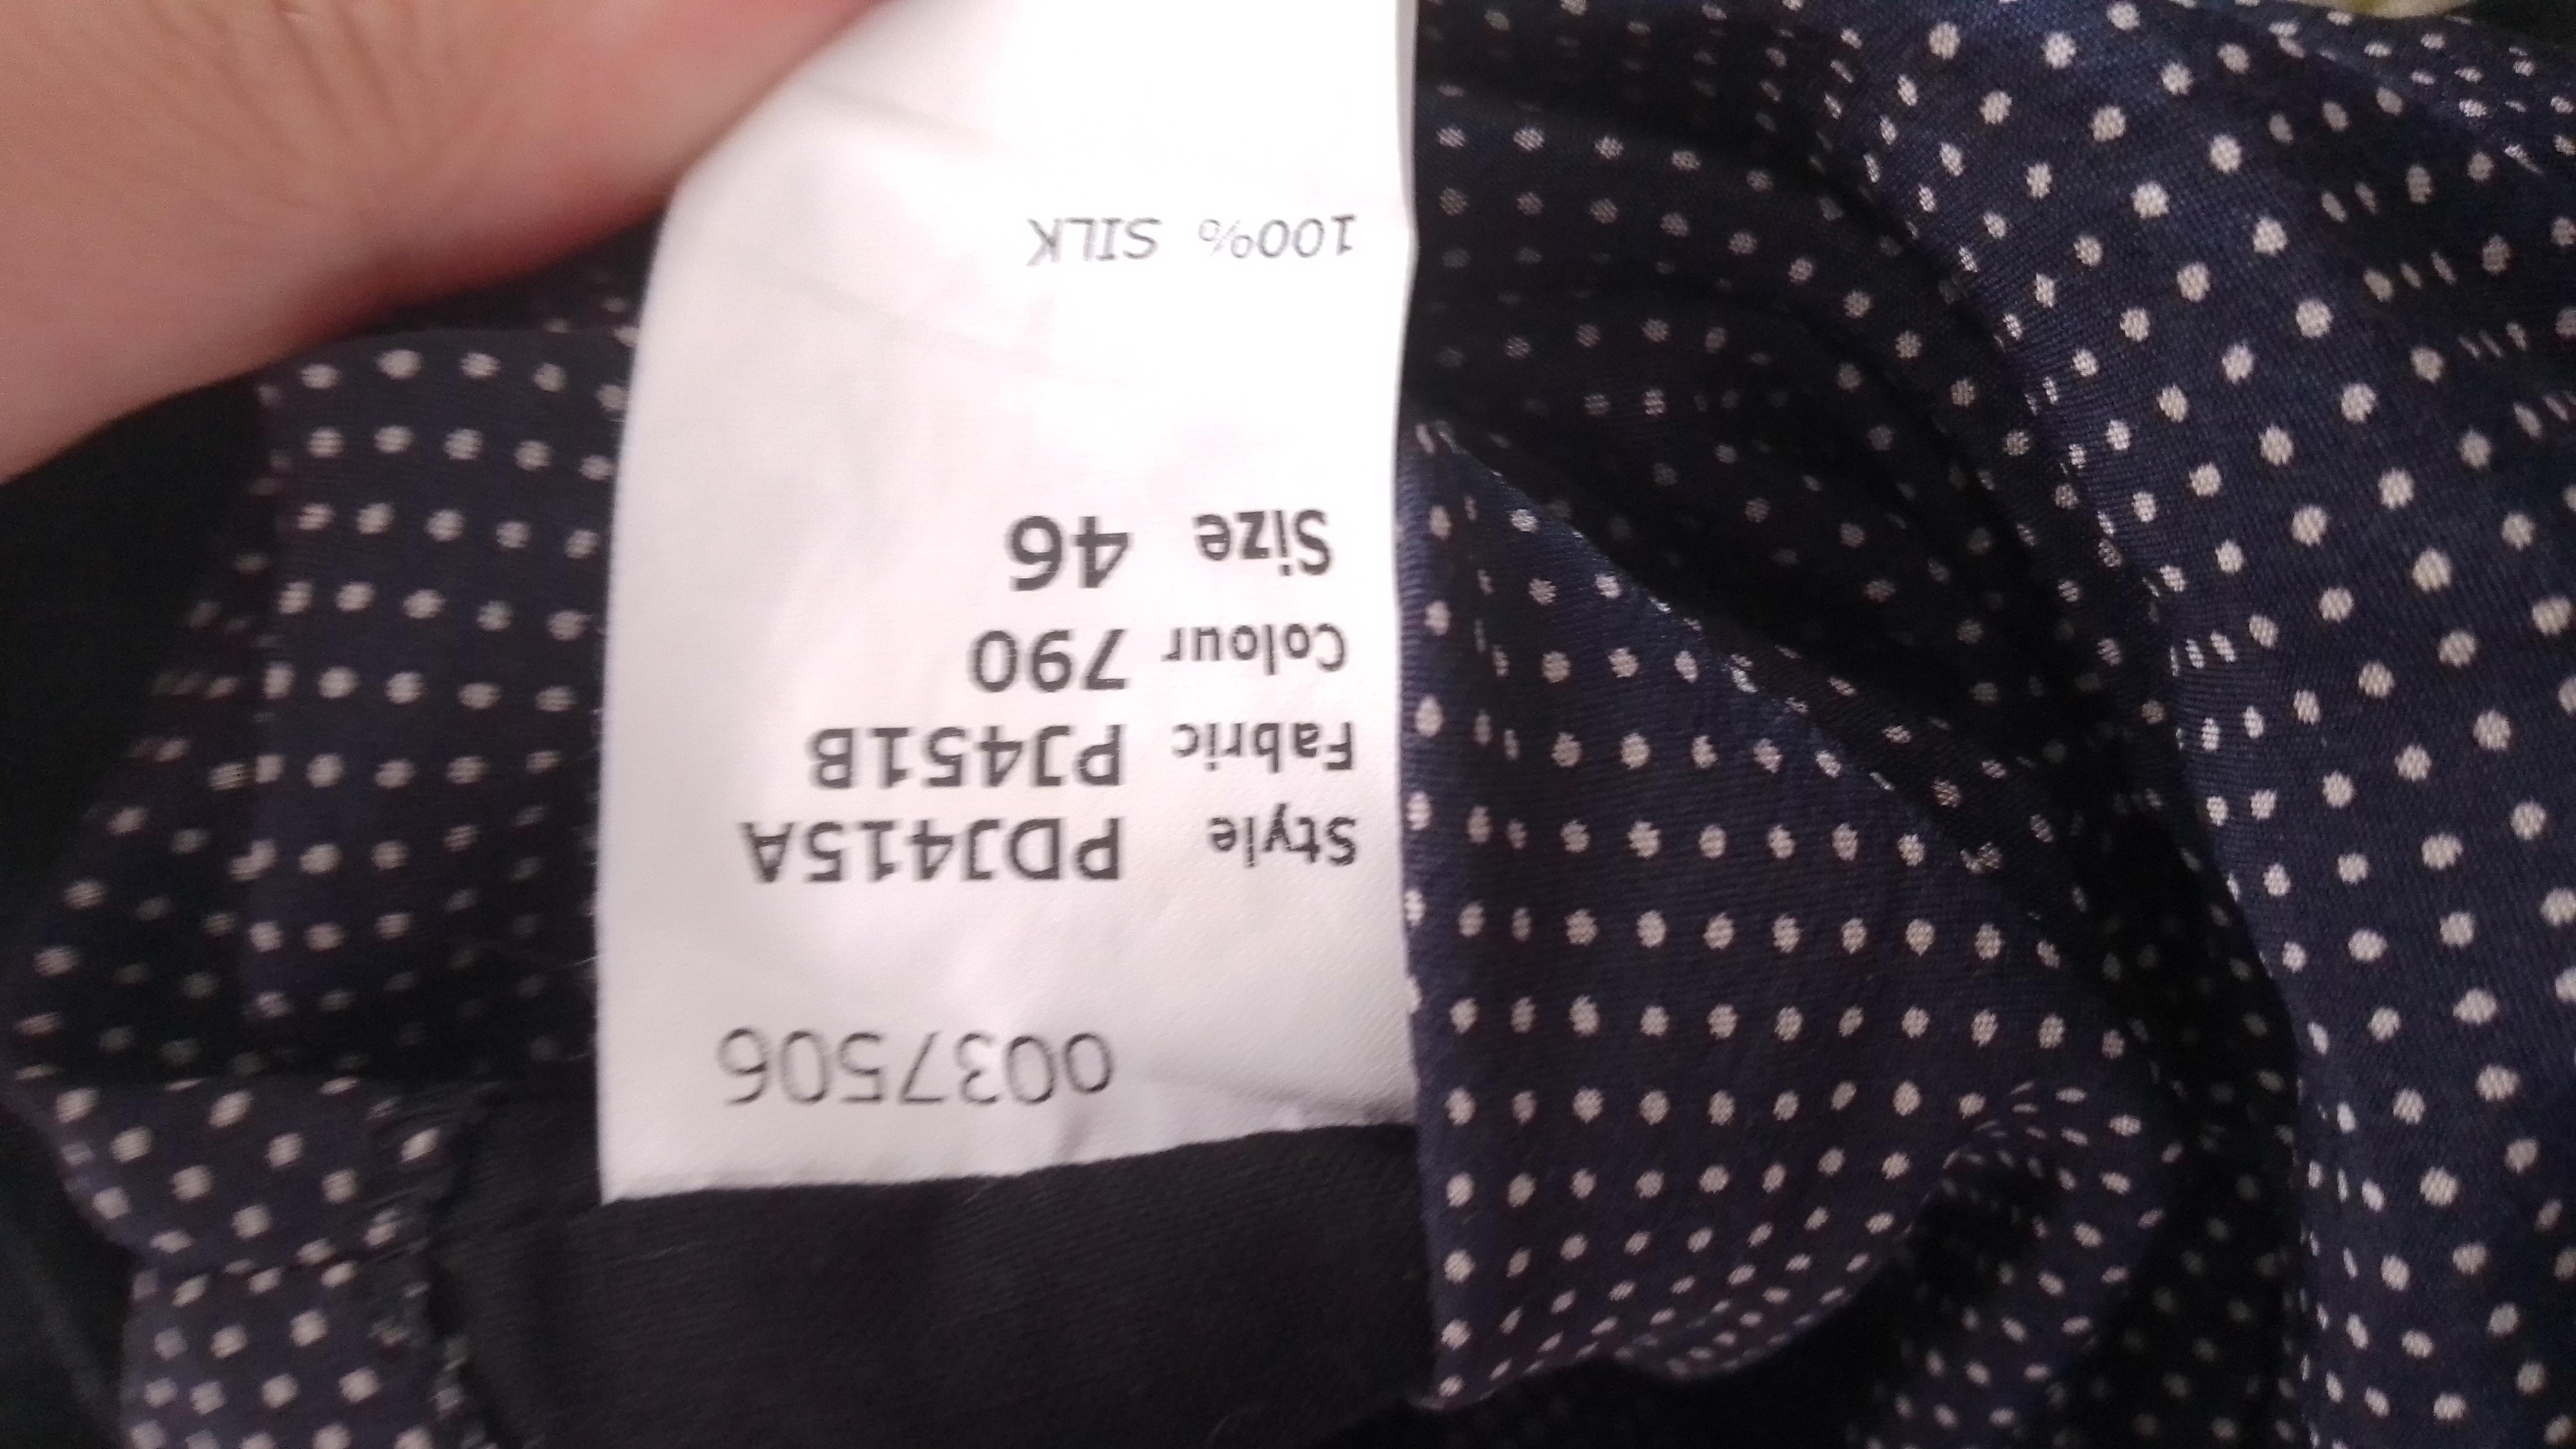 0037506
Style PDJ415A
Fabric PJ451B
Colour 790
Size 46
100% SILK